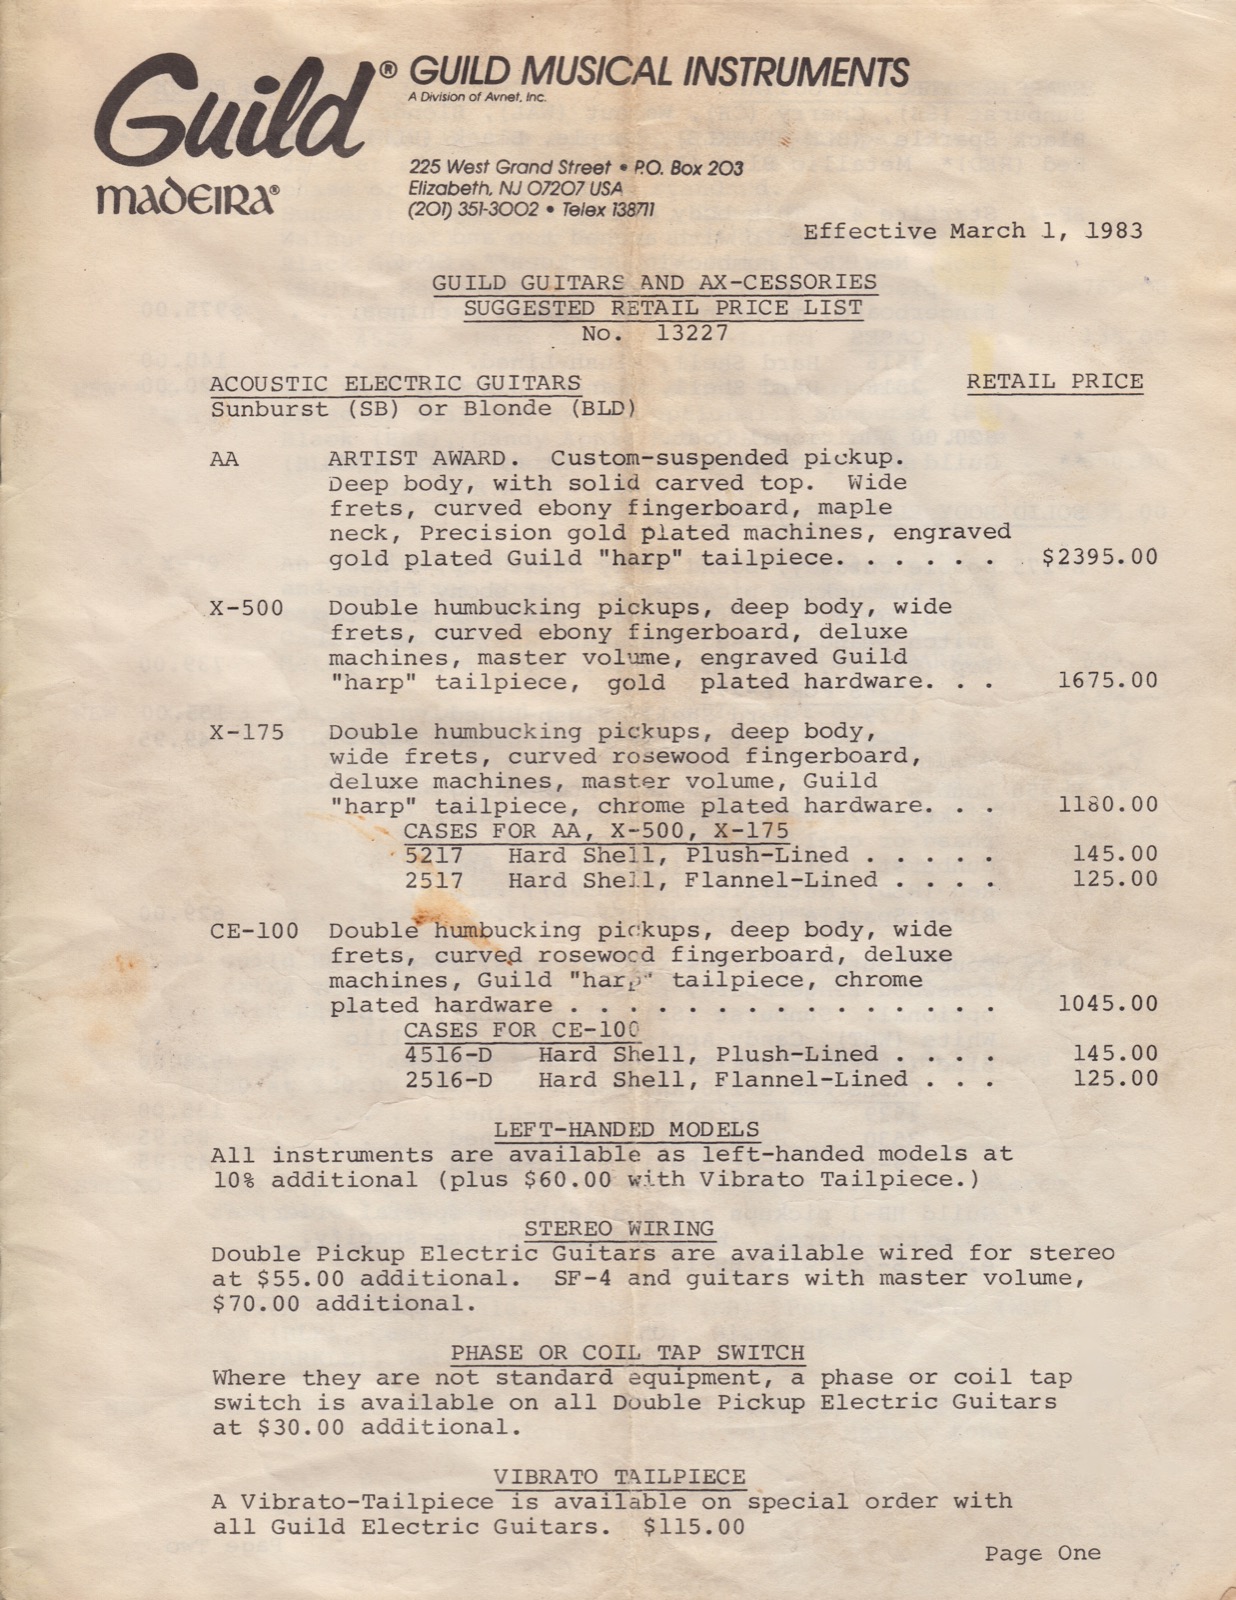 Guild® GUILD MUSICAL INSTRUMENTS
A Division of Avnet, Inc.
MADEIRA®
225 West Grand Street • P.O. Box 203
Elizabeth, NJ 07207 USA
(201) 351-3002 • Telex 138711
Effective March 1, 1983
GUILD GUITARS AND AX-CESSORIES
SUGGESTED RETAIL PRICE LIST
No. 13227
ACOUSTIC ELECTRIC GUITARS RETAIL PRICE
Sunburst (SB) or Blonde (BLD)
AA ARTIST AWARD. Custom-suspended pickup.
Deep body, with solid carved top. Wide
frets, curved ebony fingerboard, maple
neck, Precision gold plated machines, engraved
gold plated Guild "harp" tailpiece. . . . . . $2395.00
X-500 Double humbucking pickups, deep body, wide
frets, curved ebony fingerboard, deluxe
machines, master volume, engraved Guild
"harp" tailpiece, gold plated hardware. . . 1675.00
X-175 Double humbucking pickups, deep body,
wide frets, curved rosewood fingerboard,
deluxe machines, master volume, Guild
"harp" tailpiece, chrome plated hardware. . . 1180.00
CASES FOR AA, X-500, X-175
5217 Hard Shell, Plush-Lined . . . . . 145.00
2517 Hard Shell, Flannel-Lined . . . . 125.00
CE-100 Double humbucking pickups, deep body, wide
frets, curved rosewood fingerboard, deluxe
machines, Guild "harp" tailpiece, chrome
plated hardware . . . . . . . . . . . . . . . 1045.00
CASES FOR CE-100
4516-D Hard Shell, Plush-Lined . . . . 145.00
2516-D Hard Shell, Flannel-Lined . . . 125.00
LEFT-HANDED MODELS
All instruments are available as left-handed models at
10% additional (plus $60.00 with Vibrato Tailpiece.)
STEREO WIRING
Double Pickup Electric Guitars are available wired for stereo
at $55.00 additional. SF-4 and guitars with master volume,
$70.00 additional.
PHASE OR COIL TAP SWITCH
Where they are not standard equipment, a phase or coil tap
switch is available on all Double Pickup Electric Guitars
at $30.00 additional.
VIBRATO TAILPIECE
A Vibrato-Tailpiece is available on special order with
all Guild Electric Guitars. $115.00
Page One